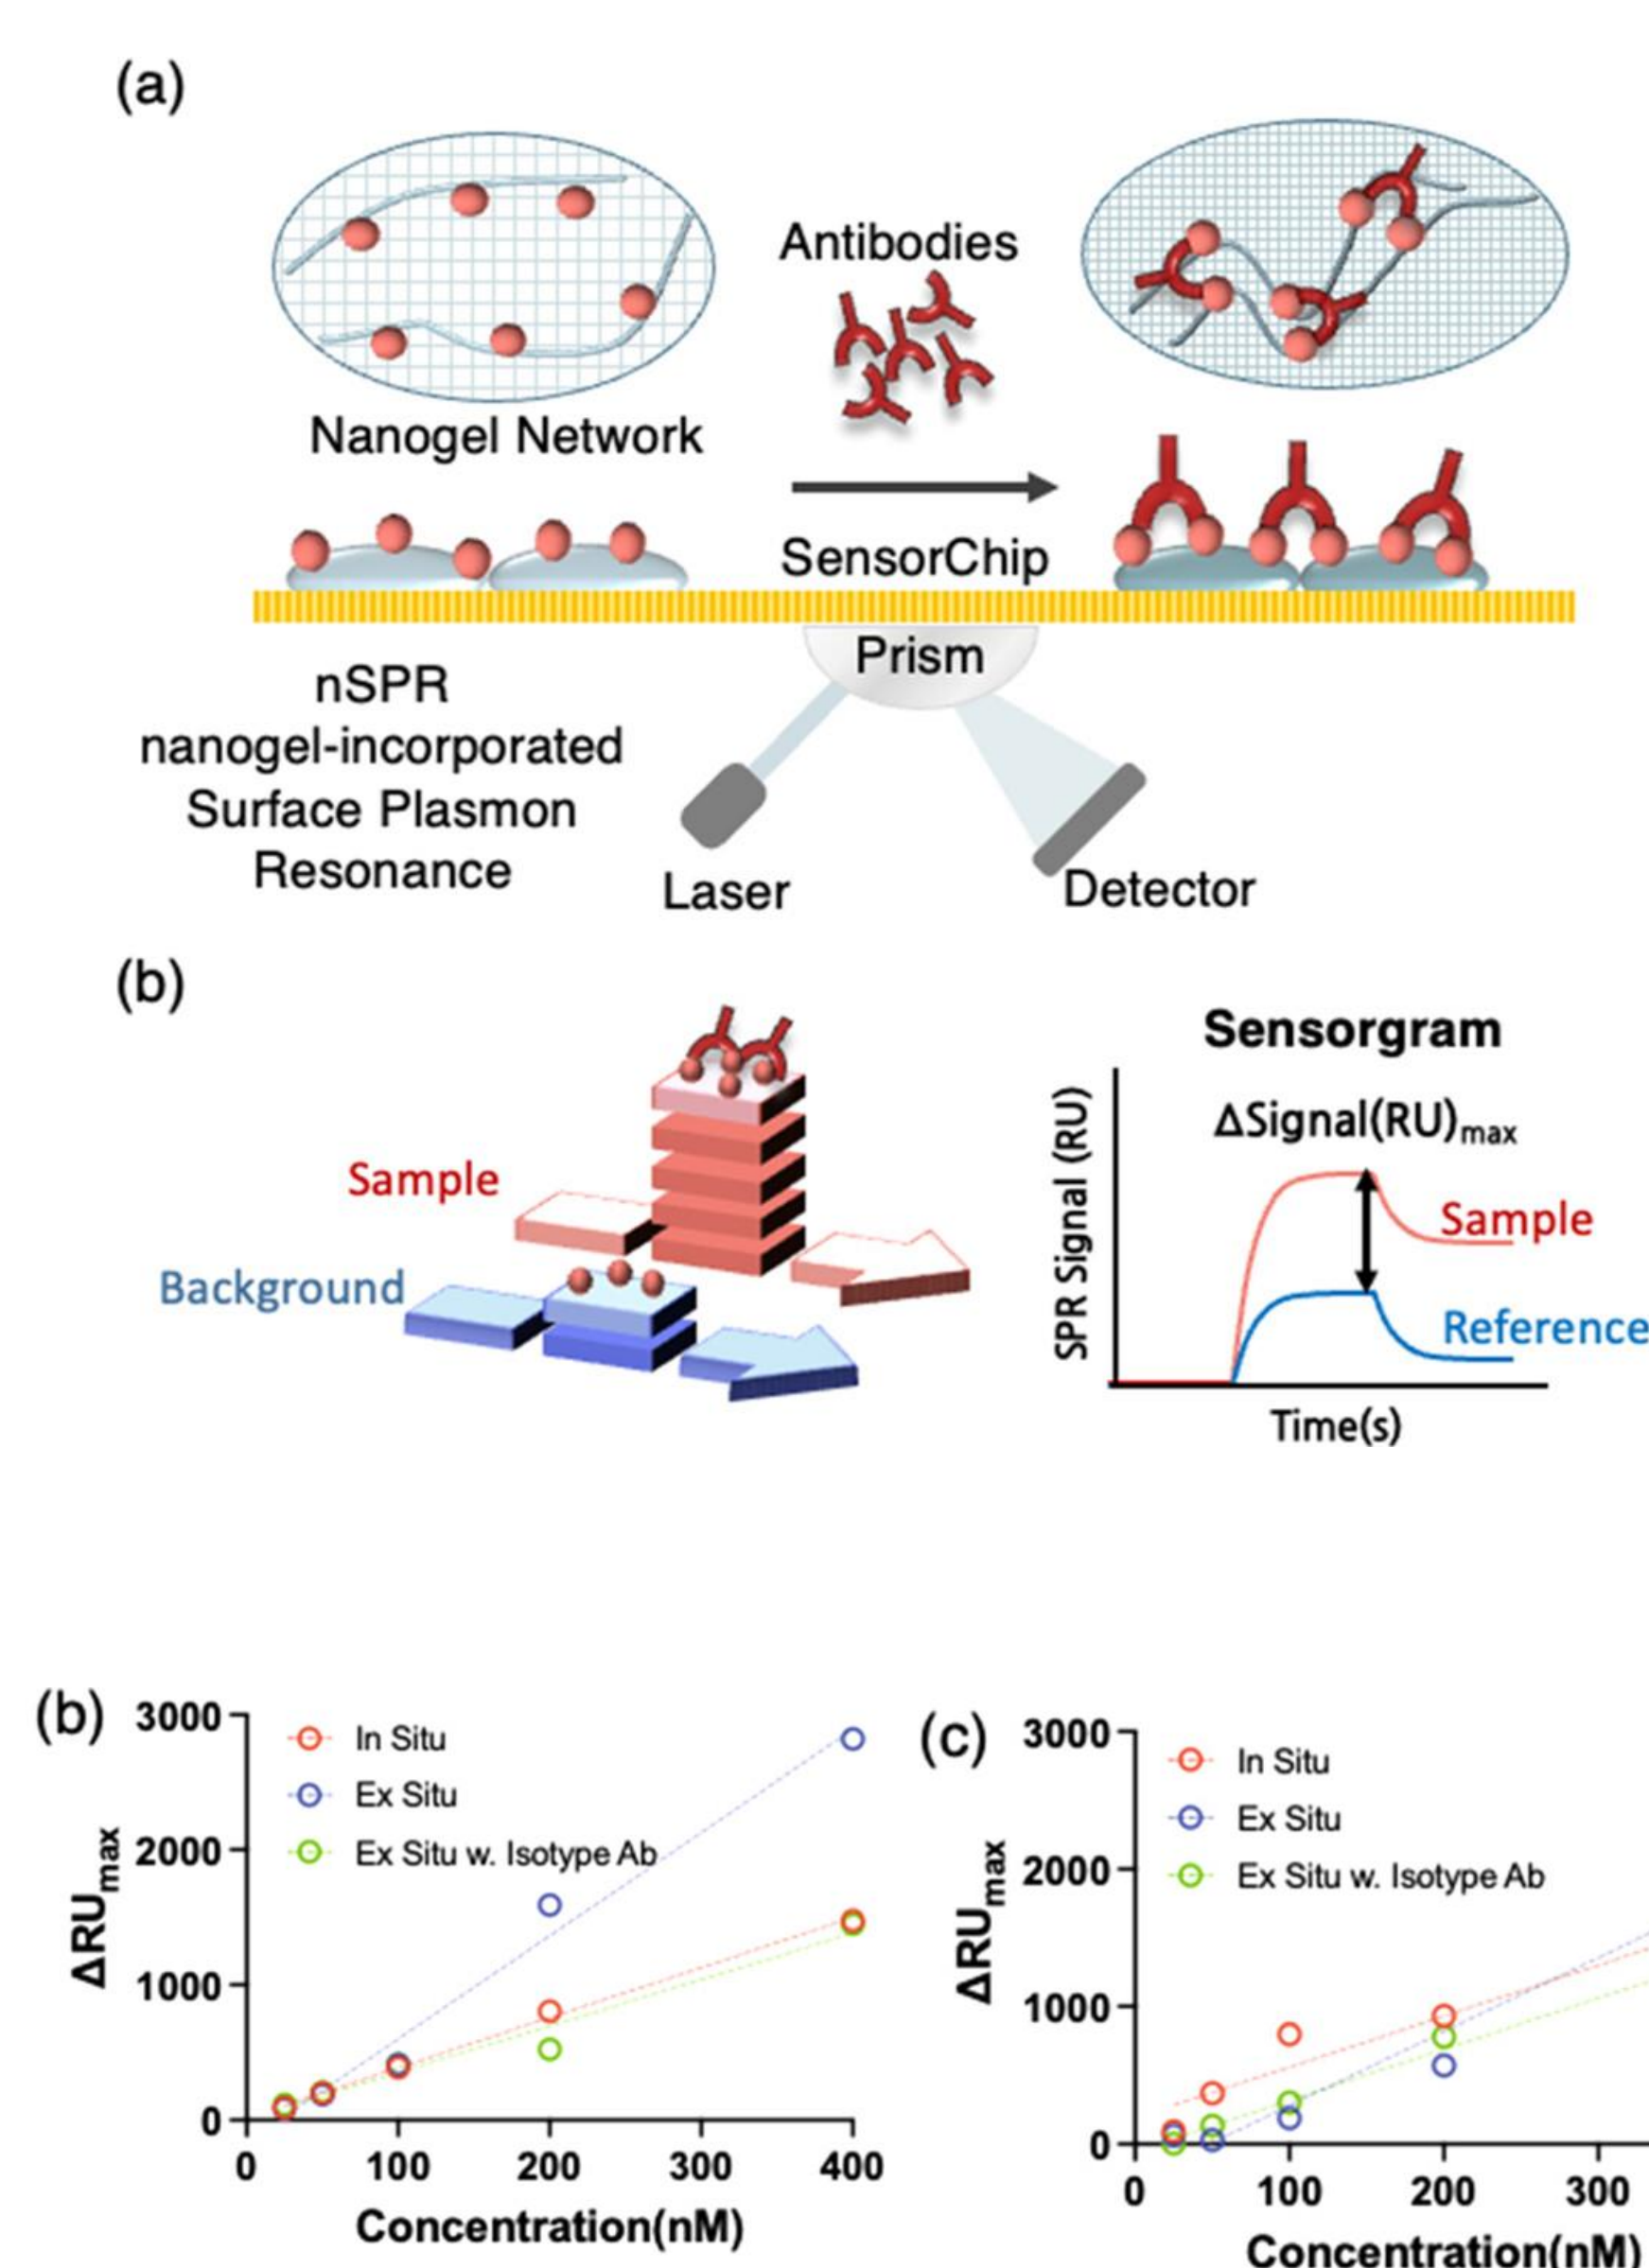 (a)
Antibodies
Nanogel Network
SensorChip
Prism
nSPR
nanogel-incorporated
Surface Plasmon
Resonance
Laser
Detector
(b)
Sensorgram
SPR Signal (RU)
ΔSignal(RU)max
Sample
Sample
Background
Reference
Time(s)
(b)
3000
In Situ
Ex Situ
2000
Ex Situ w. Isotype Ab
ΔRUmax
1000
0
0 100 200 300 400
Concentration(nM)
(c)
3000
In Situ
Ex Situ
2000
Ex Situ w. Isotype Ab
ΔRUmax
1000
0
0 100 200 300
Concentration(nM)